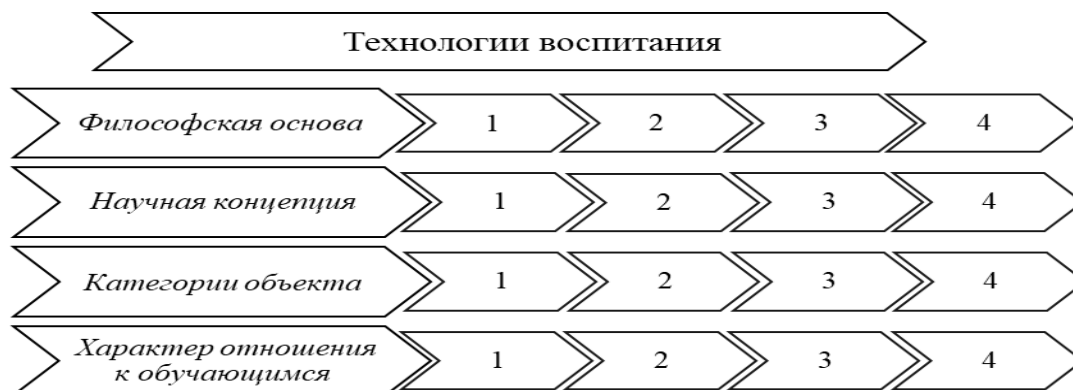 Технологии воспитания
Философская основа 1 2 3 4
Научная концепция 1 2 3 4
Категории объекта 1 2 3 4
Характер отношения
к обучающимся 1 2 3 4